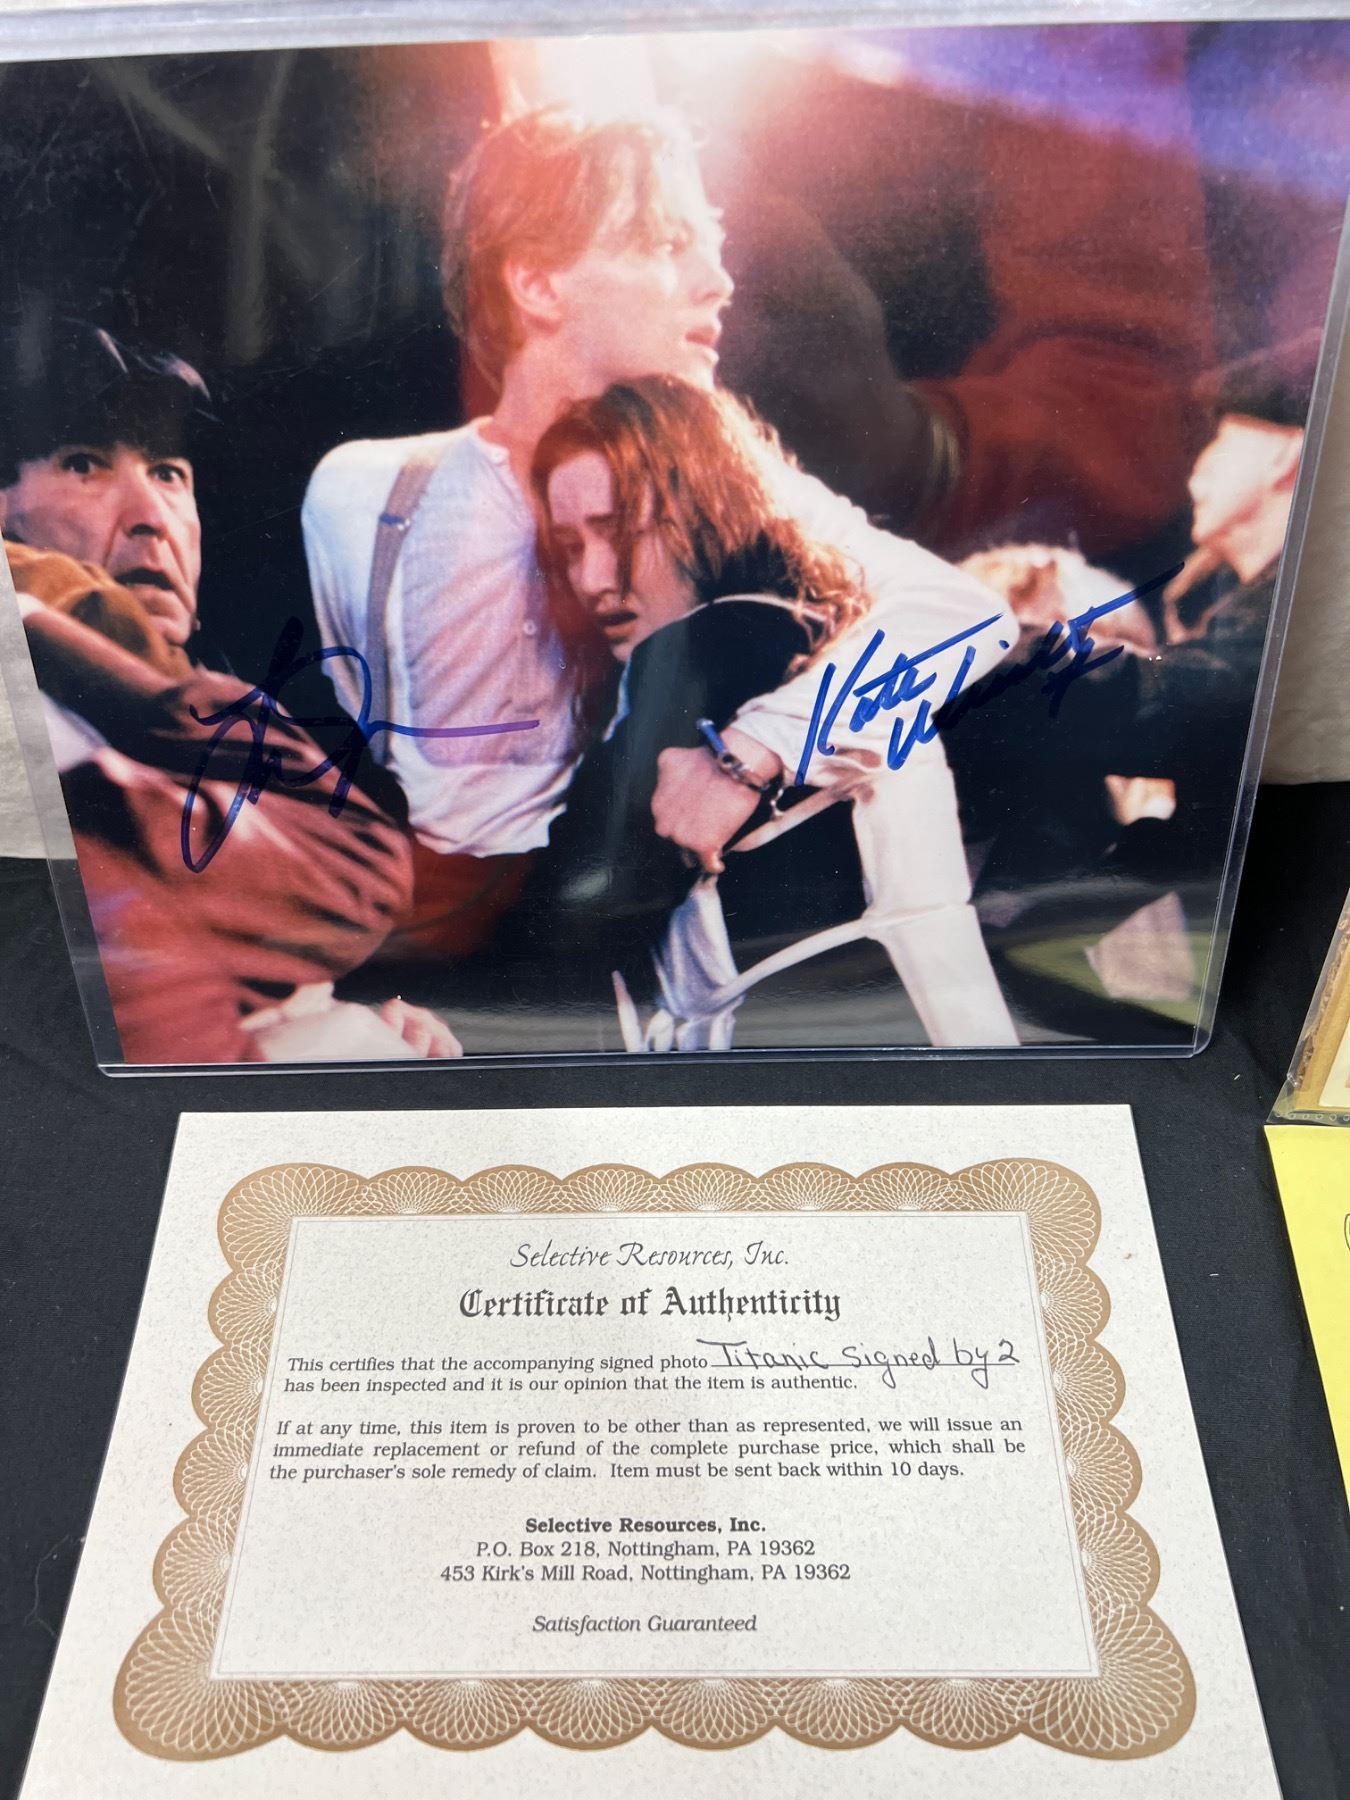 Kate Winslet
Selective Resources, Inc.
Certificate of Authenticity
This certifies that the accompanying signed photo Titanic signed by 2
has been inspected and it is our opinion that the item is authentic.
If at any time, this item is proven to be other than as represented, we will issue an
immediate replacement or refund of the complete purchase price, which shall be
the purchaser's sole remedy of claim. Item must be sent back within 10 days.
Selective Resources, Inc.
P.O. Box 218, Nottingham, PA 19362
453 Kirk's Mill Road, Nottingham, PA 19362
Satisfaction Guaranteed